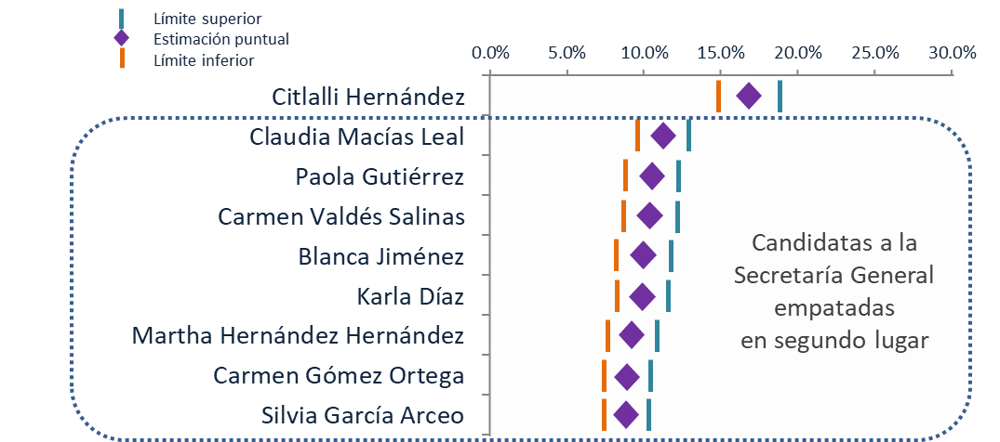 Límite superior
Estimación puntual
Límite inferior
0.0% 5.0% 10.0% 15.0% 20.0% 25.0% 30.0%
Citlalli Hernández
Claudia Macías Leal
Paola Gutiérrez
Carmen Valdés Salinas
Blanca Jiménez
Karla Díaz
Martha Hernández Hernández
Carmen Gómez Ortega
Silvia García Arceo
Candidatas a la
Secretaría General
empatadas
en segundo lugar